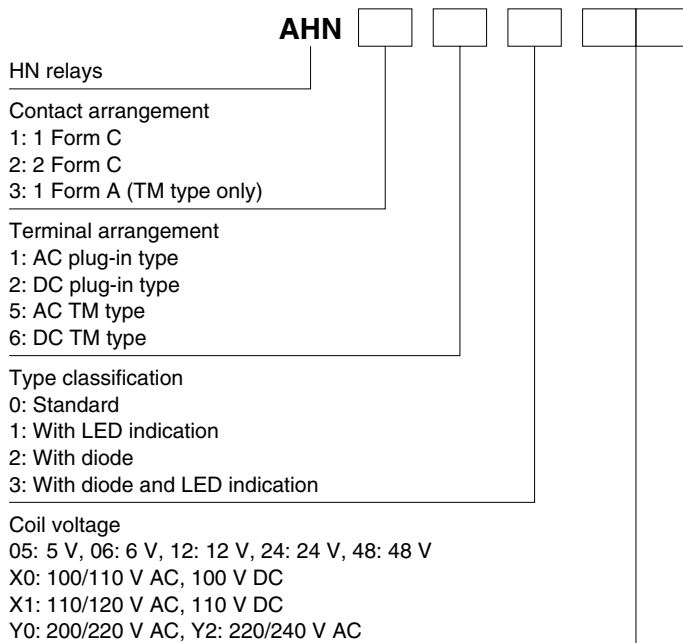 AHN
HN relays
Contact arrangement
1: 1 Form C
2: 2 Form C
3: 1 Form A (TM type only)
Terminal arrangement
1: AC plug-in type
2: DC plug-in type
5: AC TM type
6: DC TM type
Type classification
0: Standard
1: With LED indication
2: With diode
3: With diode and LED indication
Coil voltage
05: 5 V, 06: 6 V, 12: 12 V, 24: 24 V, 48: 48 V
X0: 100/110 V AC, 100 V DC
X1: 110/120 V AC, 110 V DC
Y0: 200/220 V AC, Y2: 220/240 V AC